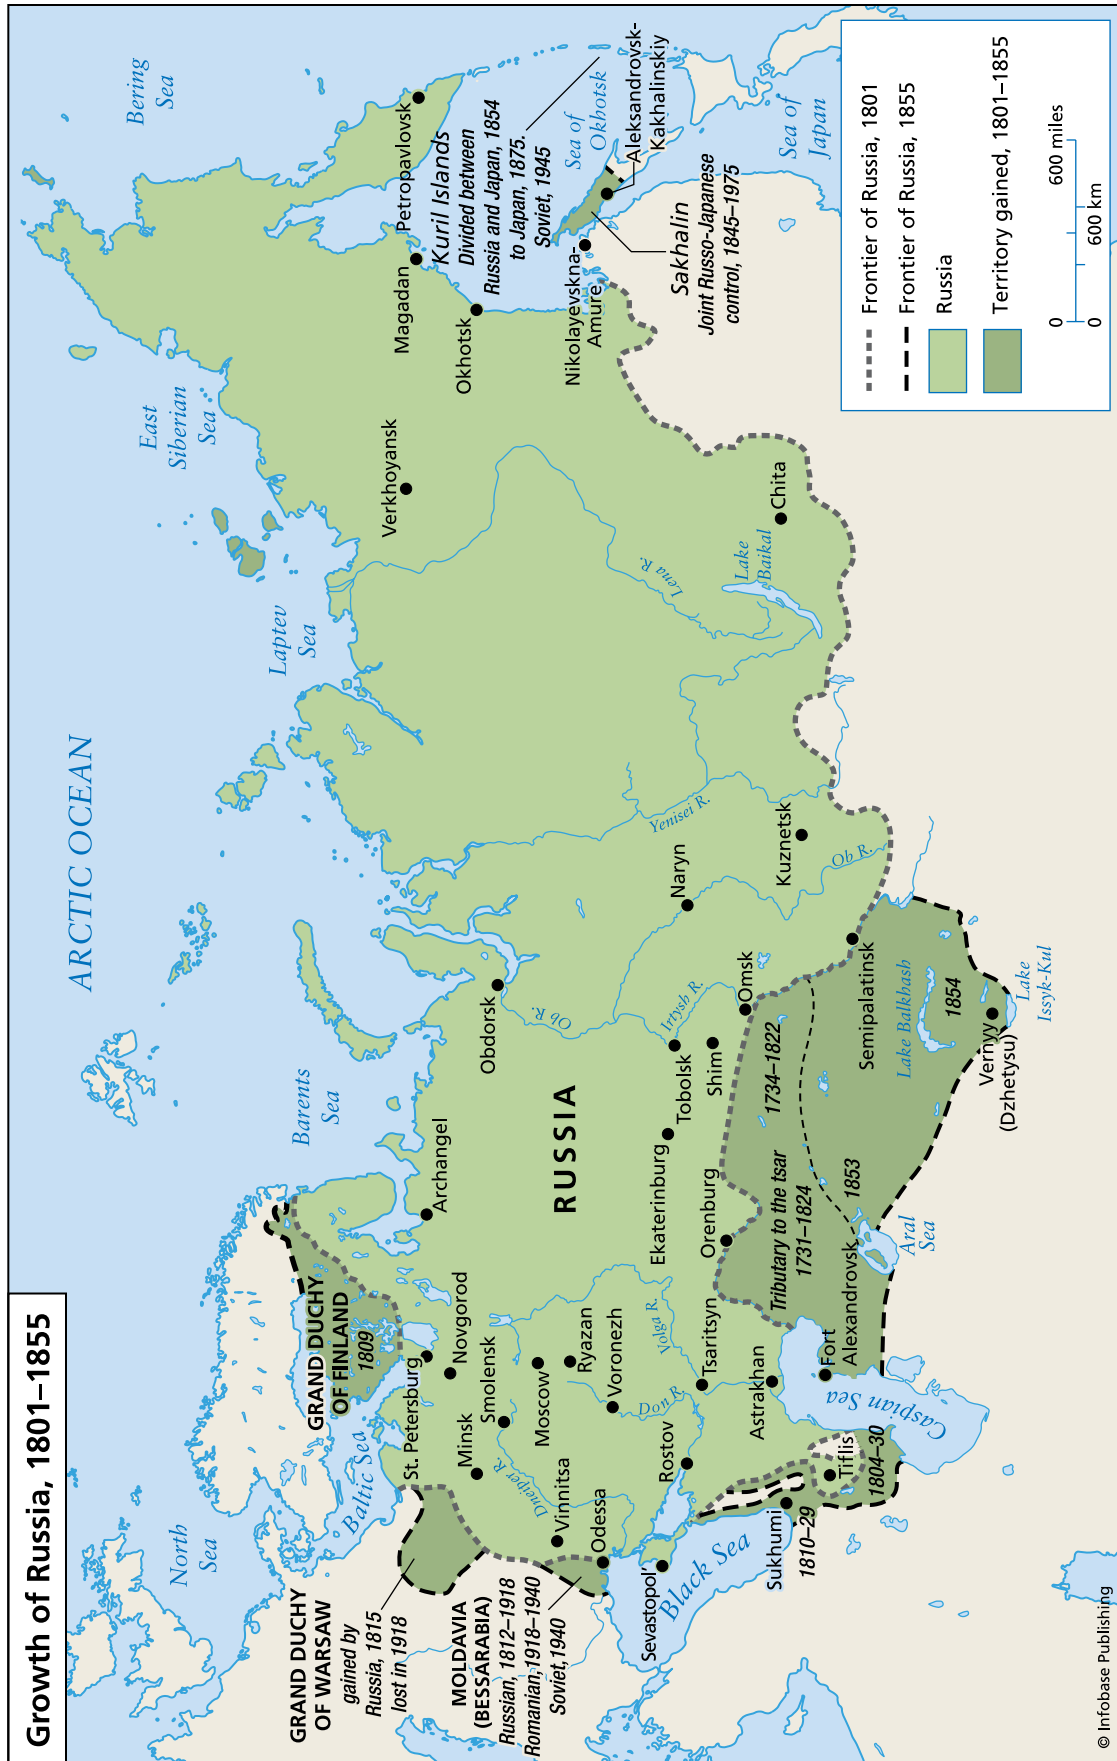 Growth of Russia, 1801–1855
ARCTIC OCEAN
Bering
Sea
East
Siberian
Sea
Laptev
Sea
Barents
Sea
North
Sea
Baltic Sea
GRAND DUCHY
OF FINLAND
1809
GRAND DUCHY
OF WARSAW
gained by
Russia, 1815
lost in 1918
MOLDAVIA
(BESSARABIA)
Russian, 1812–1918
Romanian, 1918–1940
Soviet, 1940
St. Petersburg
Novgorod
Minsk
Smolensk
Moscow
Ryazan
Voronezh
Vinnitsa
Odessa
Sevastopol’
Rostov
Tsaritsyn
Astrakhan
Dneiper R.
Don R.
Volga R.
Black Sea
Sukhumi
1810–29
Tiflis
1804–30
Caspian Sea
Fort
Alexandrovsk
Aral
Sea
Archangel
RUSSIA
Obdorsk
Ob R.
Ekaterinburg
Orenburg
Tobolsk
Shim
Irtysh R.
Omsk
Tributary to the tsar
1731–1824
1734–1822
1853
1854
Semipalatinsk
Lake Balkhash
Vernyy
(Dzhetysu)
Lake
Issyk-Kul
Naryn
Kuznetsk
Ob R.
Yenisei R.
Lena R.
Lake
Baikal
Chita
Verkhoyansk
Okhotsk
Magadan
Petropavlovsk
Kuril Islands
Divided between
Russia and Japan, 1854
to Japan, 1875.
Soviet, 1945
Sea of
Okhotsk
Aleksandrovsk-
Kakhalinskiy
Nikolayevskna-
Amure
Sakhalin
Joint Russo-Japanese
control, 1845–1975
Sea of
Japan
Frontier of Russia, 1801
Frontier of Russia, 1855
Russia
Territory gained, 1801–1855
0
600 miles
0
600 km
© Infobase Publishing